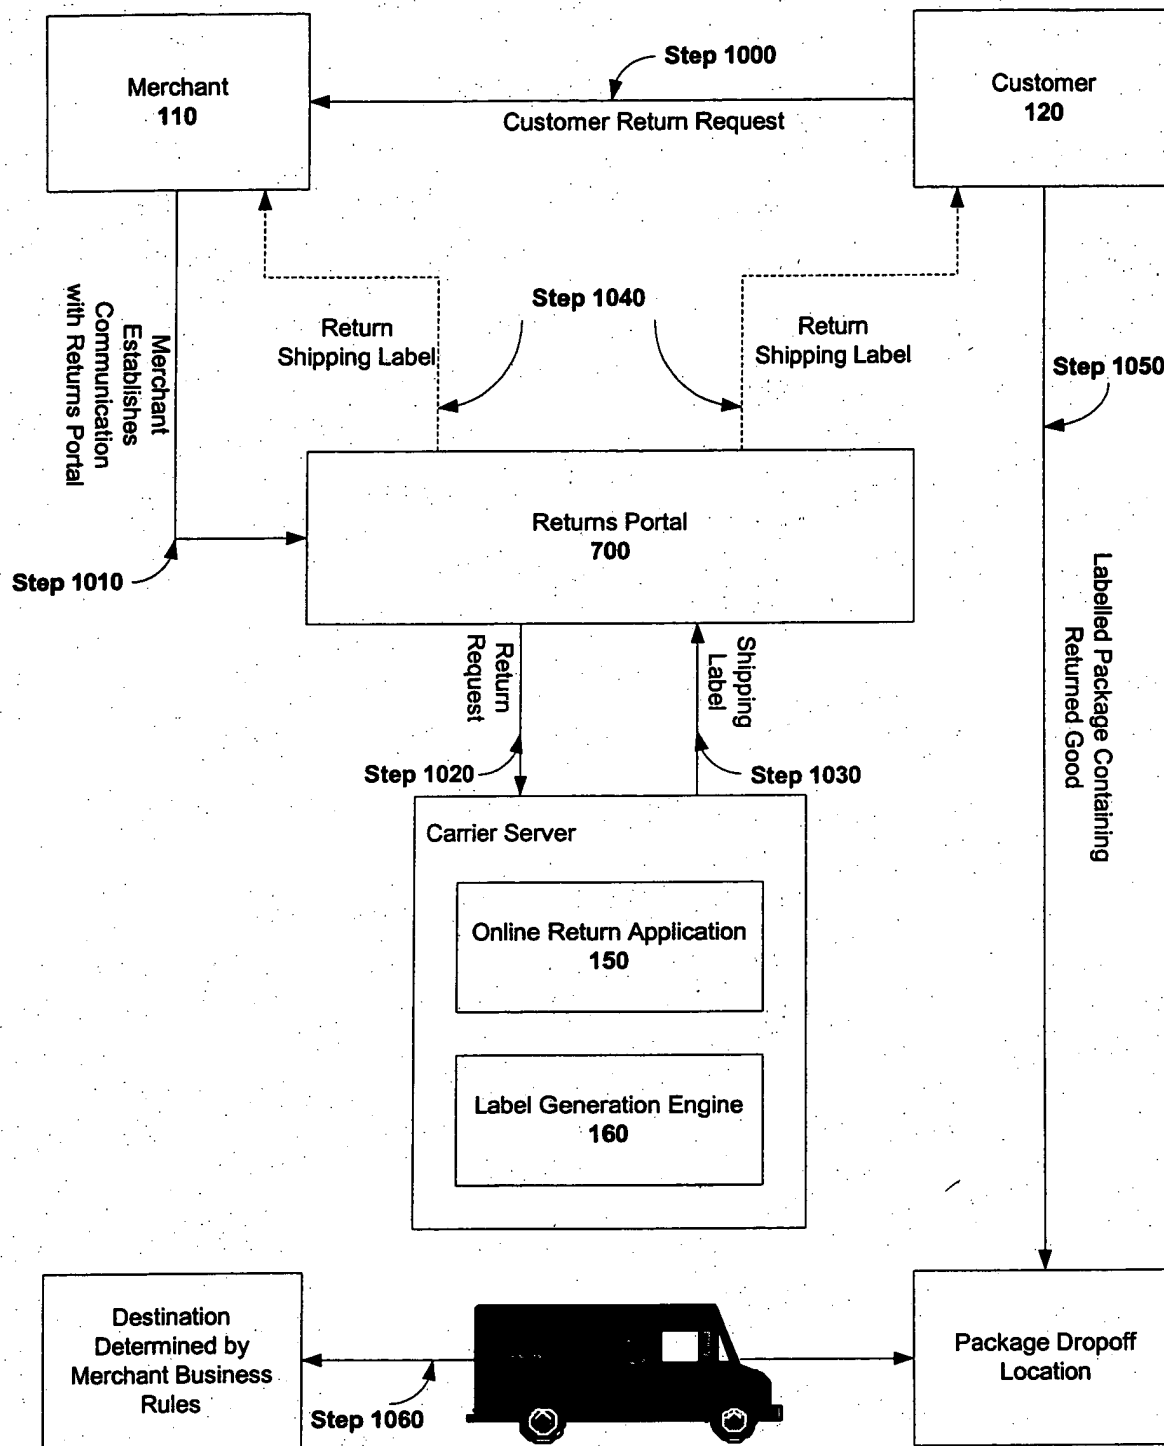 Step 1000
Merchant
110
Customer
120
Customer Return Request
Step 1040
Return
Shipping Label
Return
Shipping Label
Merchant
Establishes
Communication
with Returns Portal
Step 1050
Returns Portal
700
Step 1010
Labelled Package Containing
Returned Good
Return
Request
Shipping
Label
Step 1020
Step 1030
Carrier Server
Online Return Application
150
Label Generation Engine
160
Destination
Determined by
Merchant Business
Rules
Package Dropoff
Location
Step 1060